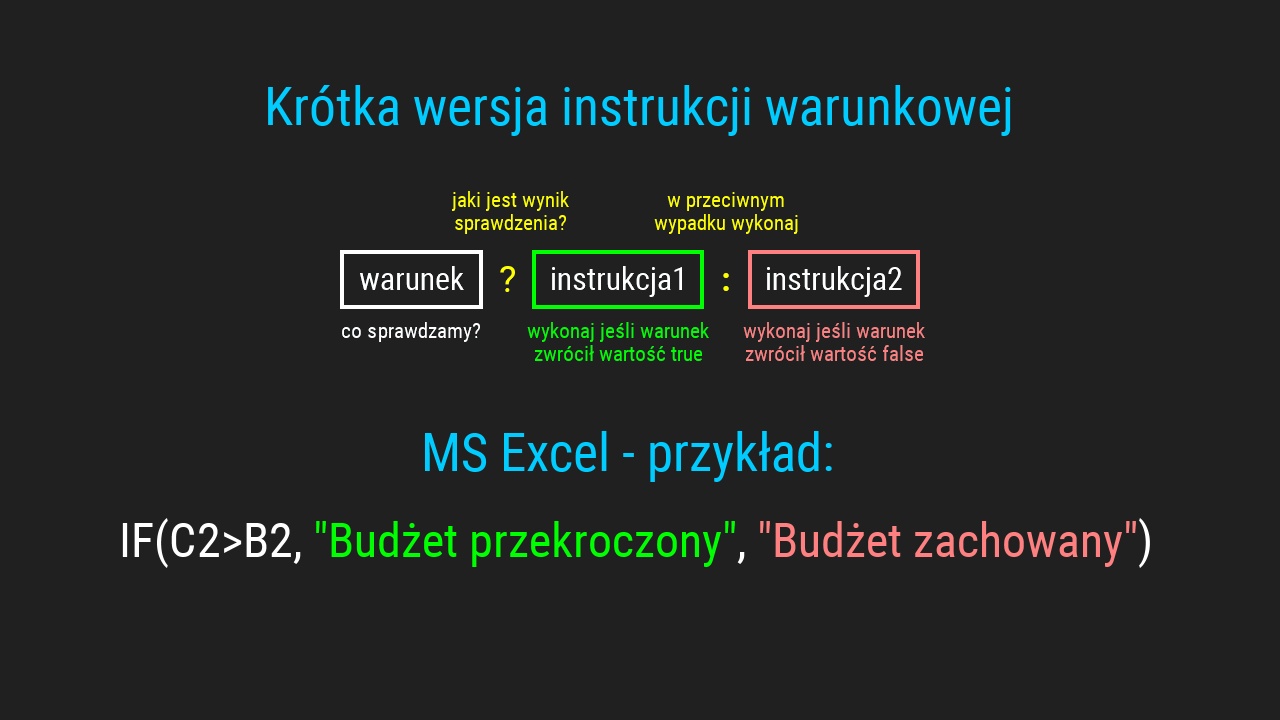 Krótka wersja instrukcji warunkowej
jaki jest wynik
sprawdzenia?
w przeciwnym
wypadku wykonaj
warunek ? instrukcja1 : instrukcja2
co sprawdzamy?
wykonaj jeśli warunek
zwrócił wartość true
wykonaj jeśli warunek
zwrócił wartość false
MS Excel - przykład:
IF(C2>B2, "Budżet przekroczony", "Budżet zachowany")